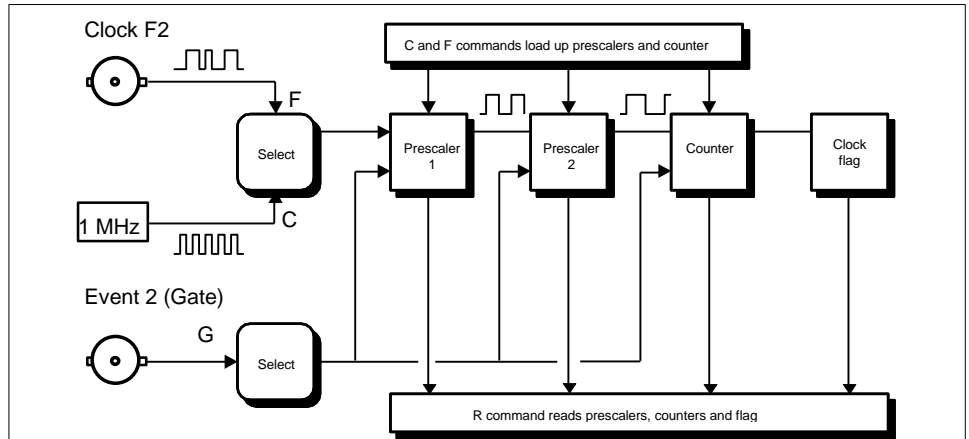 Clock F2
C and F commands load up prescalers and counter
F
Select
Prescaler
1
Prescaler
2
Counter
Clock
flag
1 MHz
C
Event 2 (Gate)
G
Select
R command reads prescalers, counters and flag